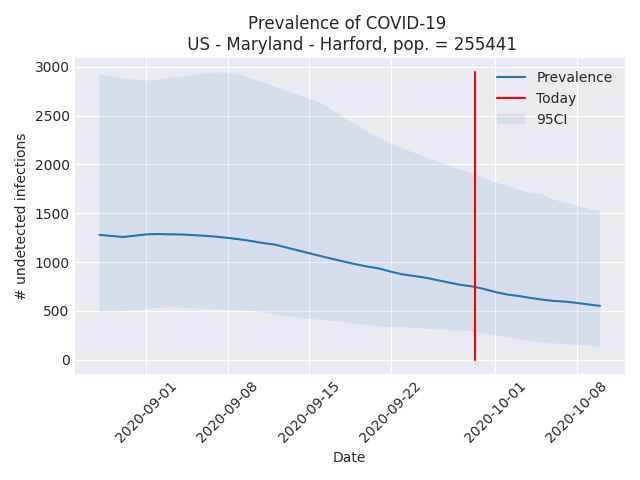 Prevalence of COVID-19
US - Maryland - Harford, pop. = 255441
Prevalence
Today
95CI
# undetected infections
3000
2500
2000
1500
1000
500
0
2020-09-01
2020-09-08
2020-09-15
2020-09-22
2020-10-01
2020-10-08
Date